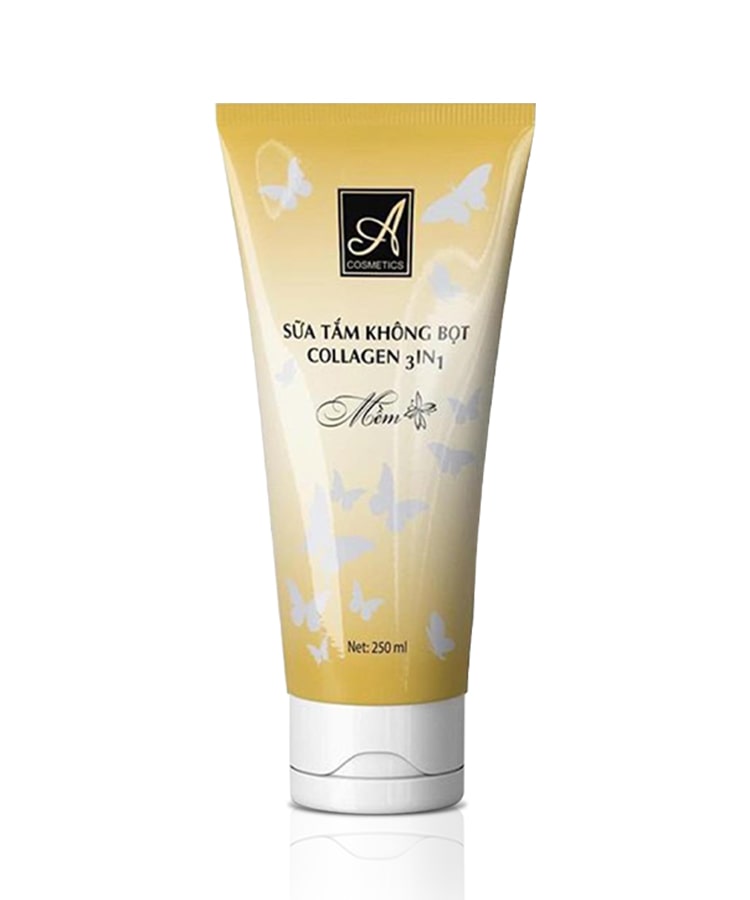 A
COSMETICS
SỮA TẮM KHÔNG BỌT
COLLAGEN 3IN1
Mềm
Net: 250 ml